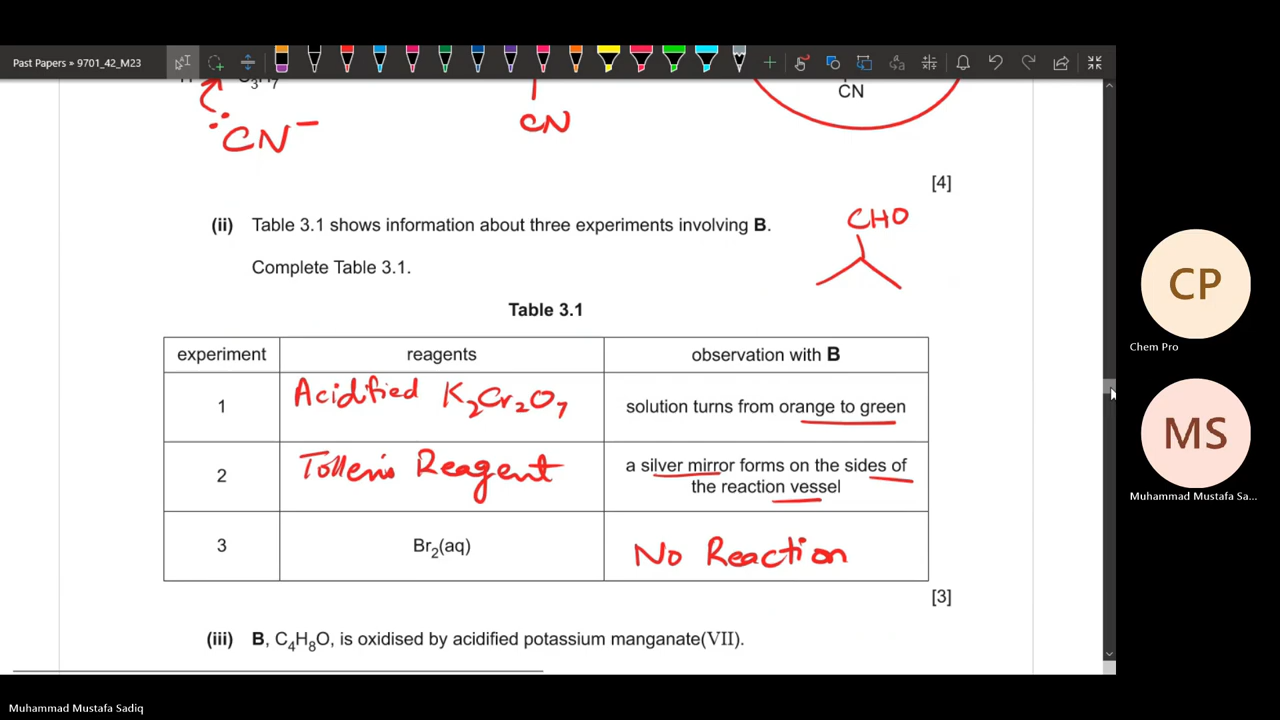 Past Papers » 9701_42_M23
C₃H₇
:CN⁻
CN
CN
[4]
(ii) Table 3.1 shows information about three experiments involving B.
CHO
Complete Table 3.1.
Table 3.1
experiment reagents observation with B
1 Acidified K₂Cr₂O₇ solution turns from orange to green
2 Tollen's Reagent a silver mirror forms on the sides of
the reaction vessel
3 Br₂(aq) No Reaction
[3]
(iii) B, C₄H₈O, is oxidised by acidified potassium manganate(VII).
CP
Chem Pro
MS
Muhammad Mustafa Sa...
Muhammad Mustafa Sadiq